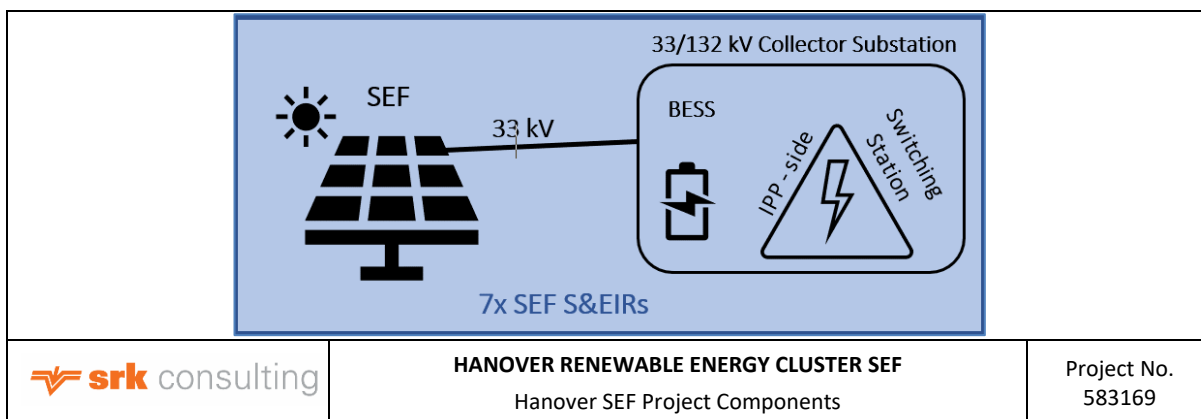 33/132 kV Collector Substation
SEF
BESS
33 kV
IPP - side
Switching
Station
7x SEF S&EIRs
srk consulting
HANOVER RENEWABLE ENERGY CLUSTER SEF
Hanover SEF Project Components
Project No.
583169